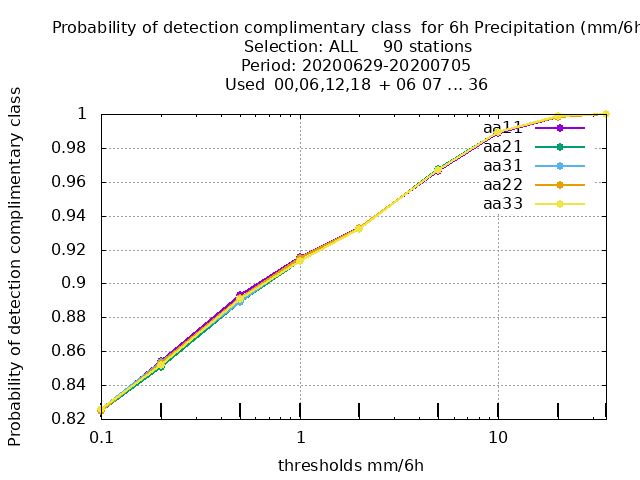 Probability of detection complimentary class  for 6h Precipitation (mm/6h
Selection: ALL     90 stations
Period: 20200629-20200705
Used  00,06,12,18  + 06 07 ... 36
Probability of detection complimentary class
1
0.98
0.96
0.94
0.92
0.9
0.88
0.86
0.84
0.82
aa11
aa21
aa31
aa22
aa33
0.1
1
10
thresholds mm/6h